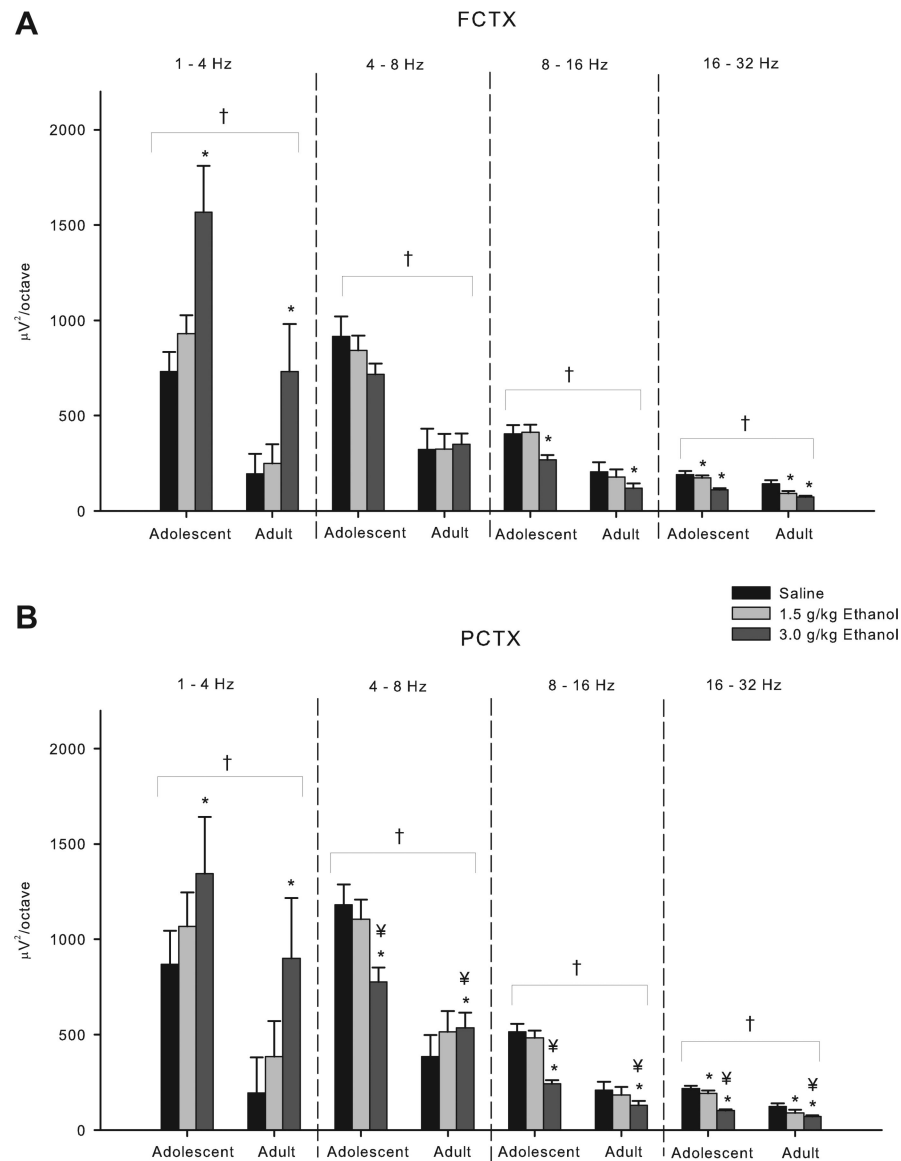 A
FCTX
1 - 4 Hz 4 - 8 Hz 8 - 16 Hz 16 - 32 Hz
2000
1500
1000
500
0
µV²/octave
† † † †
* * * * * * * *
Adolescent Adult Adolescent Adult Adolescent Adult Adolescent Adult
Saline
1.5 g/kg Ethanol
3.0 g/kg Ethanol
B
PCTX
1 - 4 Hz 4 - 8 Hz 8 - 16 Hz 16 - 32 Hz
2000
1500
1000
500
0
µV²/octave
† † † †
¥ ¥ ¥ ¥ ¥ ¥
* * * * * * * * * *
Adolescent Adult Adolescent Adult Adolescent Adult Adolescent Adult